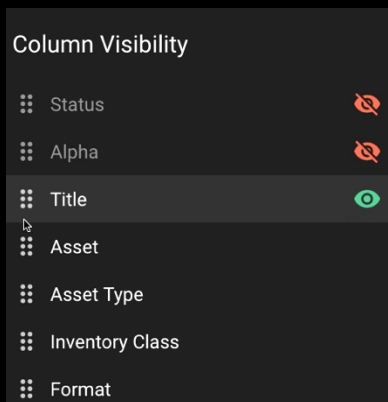 Column Visibility
Status
Alpha
Title
Asset
Asset Type
Inventory Class
Format